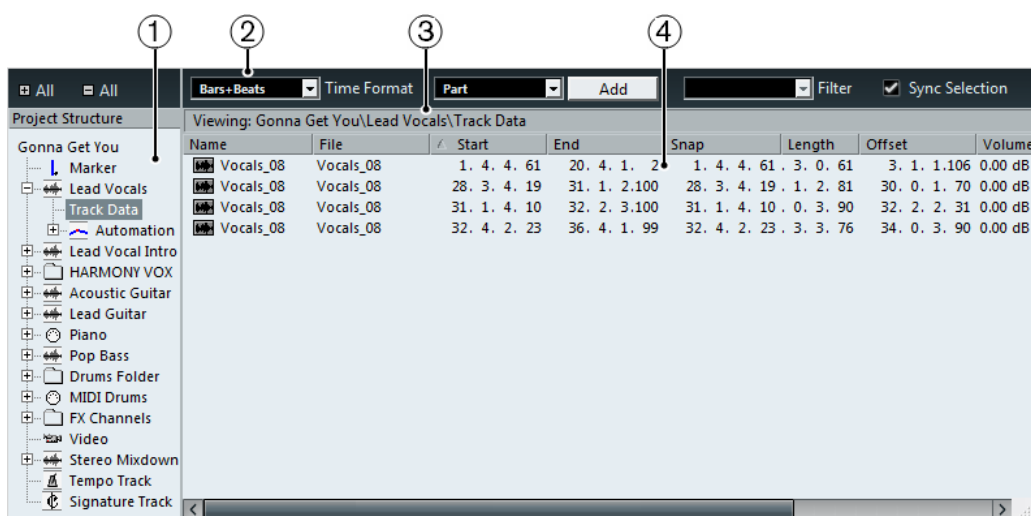 1 2 3 4
All All Bars+Beats Time Format Part Add Filter Sync Selection
Project Structure
Viewing: Gonna Get You\Lead Vocals\Track Data
Name File Start End Snap Length Offset Volume
Gonna Get You
Marker
Lead Vocals
Track Data
Automation
Lead Vocal Intro
HARMONY VOX
Acoustic Guitar
Lead Guitar
Piano
Pop Bass
Drums Folder
MIDI Drums
FX Channels
Video
Stereo Mixdown
Tempo Track
Signature Track
Vocals_08 Vocals_08 1. 4. 4. 61 20. 4. 1. 2 1. 4. 4. 61 . 3. 0. 61 3. 1. 1.106 0.00 dB
Vocals_08 Vocals_08 28. 3. 4. 19 31. 1. 2.100 28. 3. 4. 19 . 1. 2. 81 30. 0. 1. 70 0.00 dB
Vocals_08 Vocals_08 31. 1. 4. 10 32. 2. 3.100 31. 1. 4. 10 . 0. 3. 90 32. 2. 2. 31 0.00 dB
Vocals_08 Vocals_08 32. 4. 2. 23 36. 4. 1. 99 32. 4. 2. 23 . 3. 3. 76 34. 0. 3. 90 0.00 dB